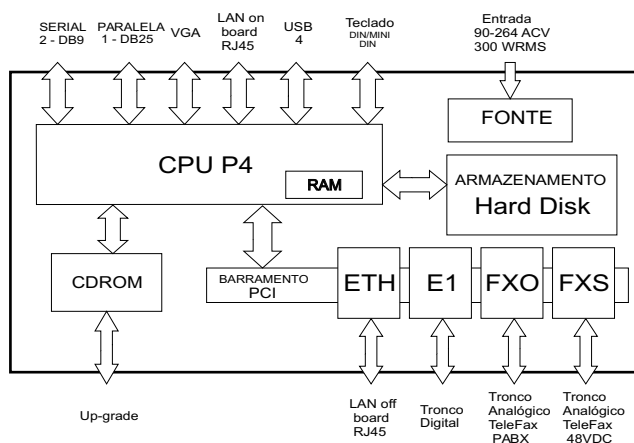 SERIAL
2 - DB9
PARALELA
1 - DB25
VGA
LAN on
board
RJ45
USB
4
Teclado
DIN/MINI
DIN
Entrada
90-264 ACV
300 WRMS
FONTE
CPU P4
RAM
ARMAZENAMENTO
Hard Disk
CDROM
BARRAMENTO
PCI
ETH
E1
FXO
FXS
Up-grade
LAN off
board
RJ45
Tronco
Digital
Tronco
Analógico
TeleFax
PABX
Tronco
Analógico
TeleFax
48VDC